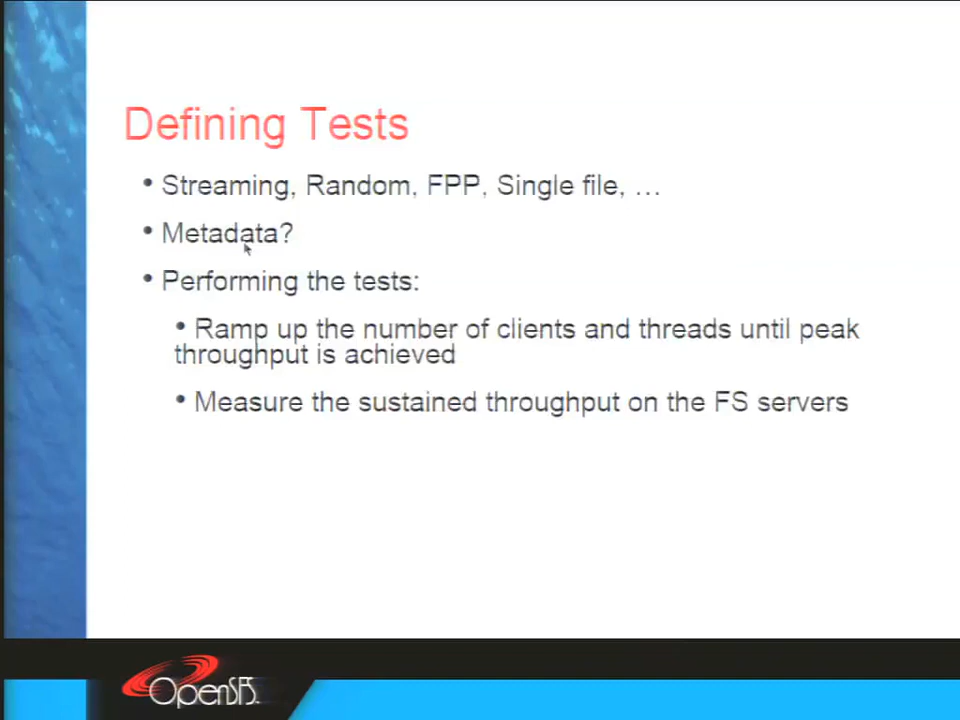 Defining Tests
• Streaming, Random, FPP, Single file, …
• Metadata?
• Performing the tests:
• Ramp up the number of clients and threads until peak
throughput is achieved
• Measure the sustained throughput on the FS servers
OpenSFS